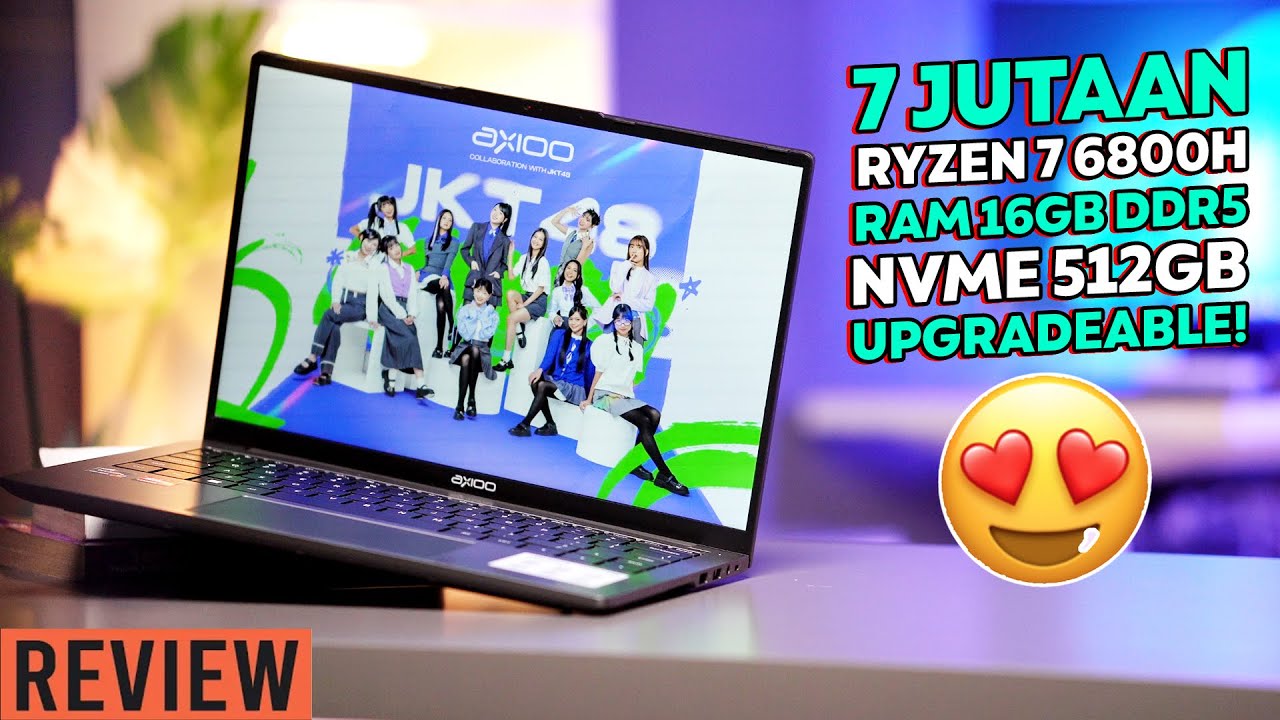 axioo
COLLABORATION WITH JKT48
JKT48
axioo
7 JUTAAN
RYZEN 7 6800H
RAM 16GB DDR5
NVME 512GB
UPGRADEABLE!
REVIEW